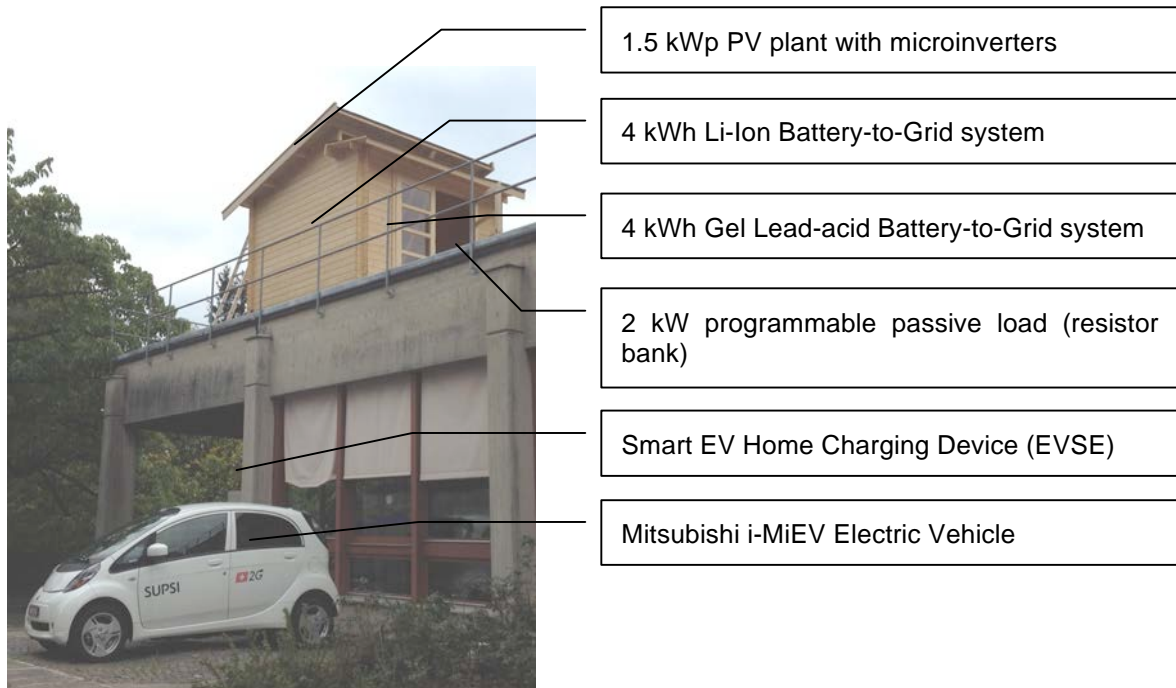 1.5 kWp PV plant with microinverters
4 kWh Li-Ion Battery-to-Grid system
4 kWh Gel Lead-acid Battery-to-Grid system
2 kW programmable passive load (resistor
bank)
Smart EV Home Charging Device (EVSE)
Mitsubishi i-MiEV Electric Vehicle
SUPSI
2G